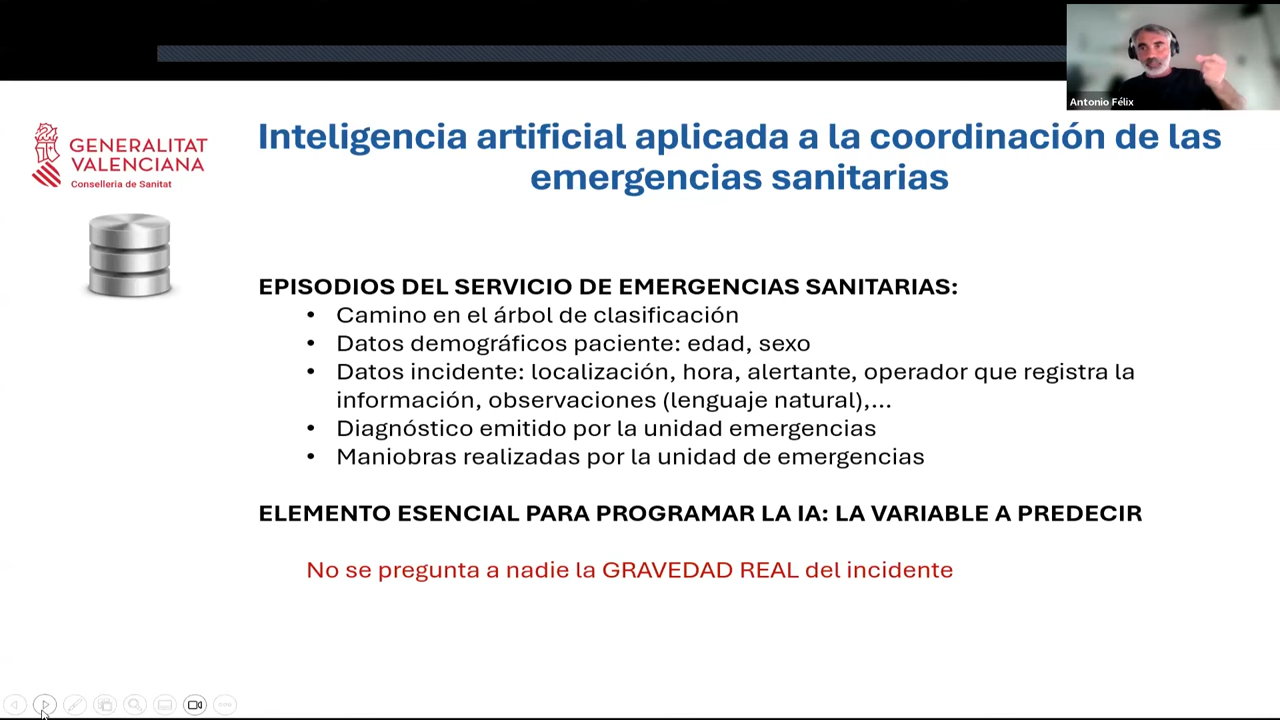 Antonio Félix
GENERALITAT
VALENCIANA
Conselleria de Sanitat
Inteligencia artificial aplicada a la coordinación de las
emergencias sanitarias
EPISODIOS DEL SERVICIO DE EMERGENCIAS SANITARIAS:
• Camino en el árbol de clasificación
• Datos demográficos paciente: edad, sexo
• Datos incidente: localización, hora, alertante, operador que registra la
información, observaciones (lenguaje natural),...
• Diagnóstico emitido por la unidad emergencias
• Maniobras realizadas por la unidad de emergencias
ELEMENTO ESENCIAL PARA PROGRAMAR LA IA: LA VARIABLE A PREDECIR
No se pregunta a nadie la GRAVEDAD REAL del incidente